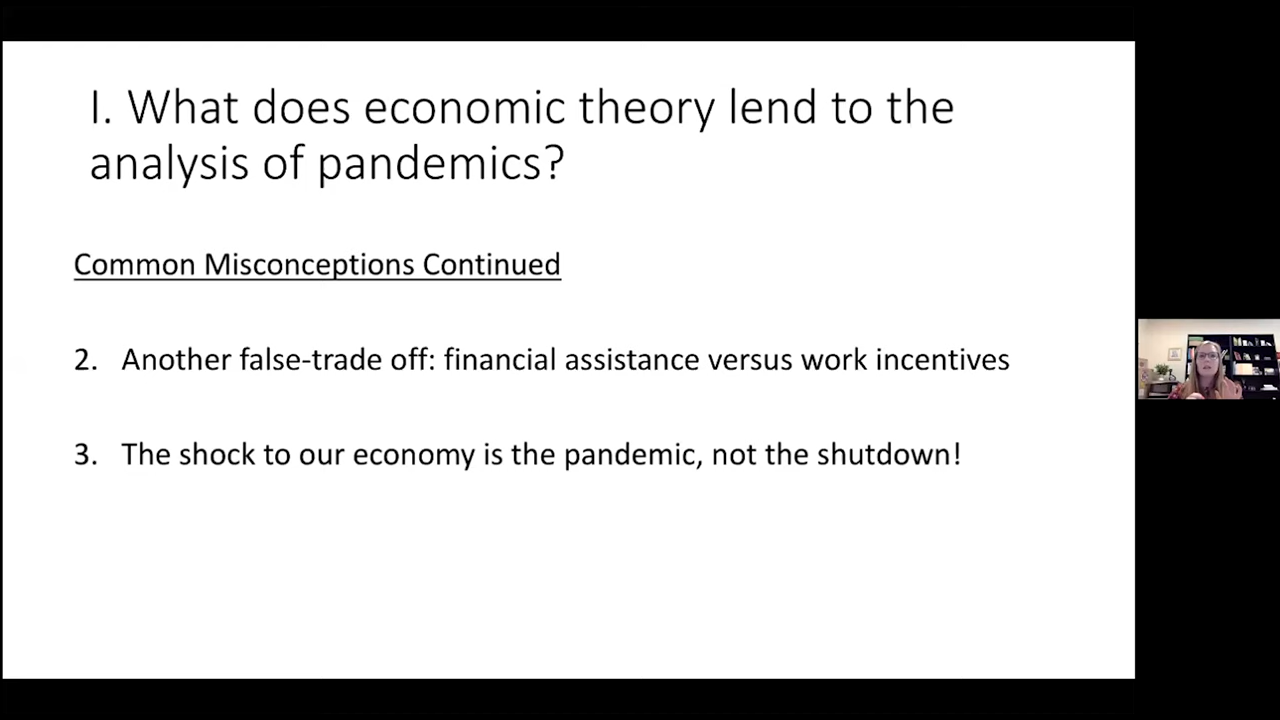 I. What does economic theory lend to the
analysis of pandemics?
Common Misconceptions Continued
2. Another false-trade off: financial assistance versus work incentives
3. The shock to our economy is the pandemic, not the shutdown!